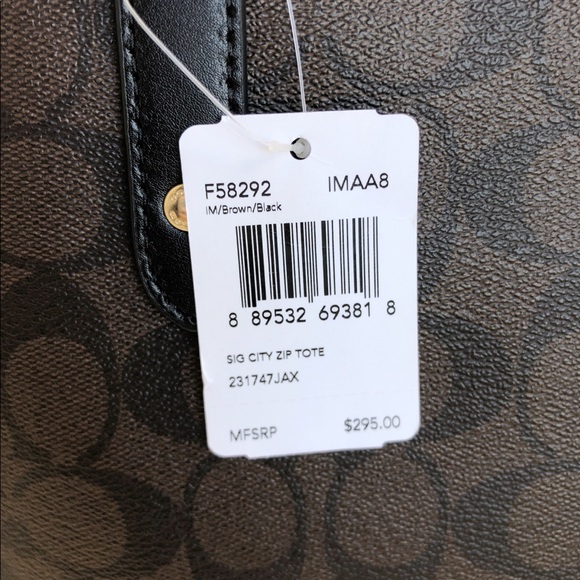 F58292 IMAA8
IM/Brown/Black
8 89532 69381 8
SIG CITY ZIP TOTE
231747JAX
MFSRP $295.00